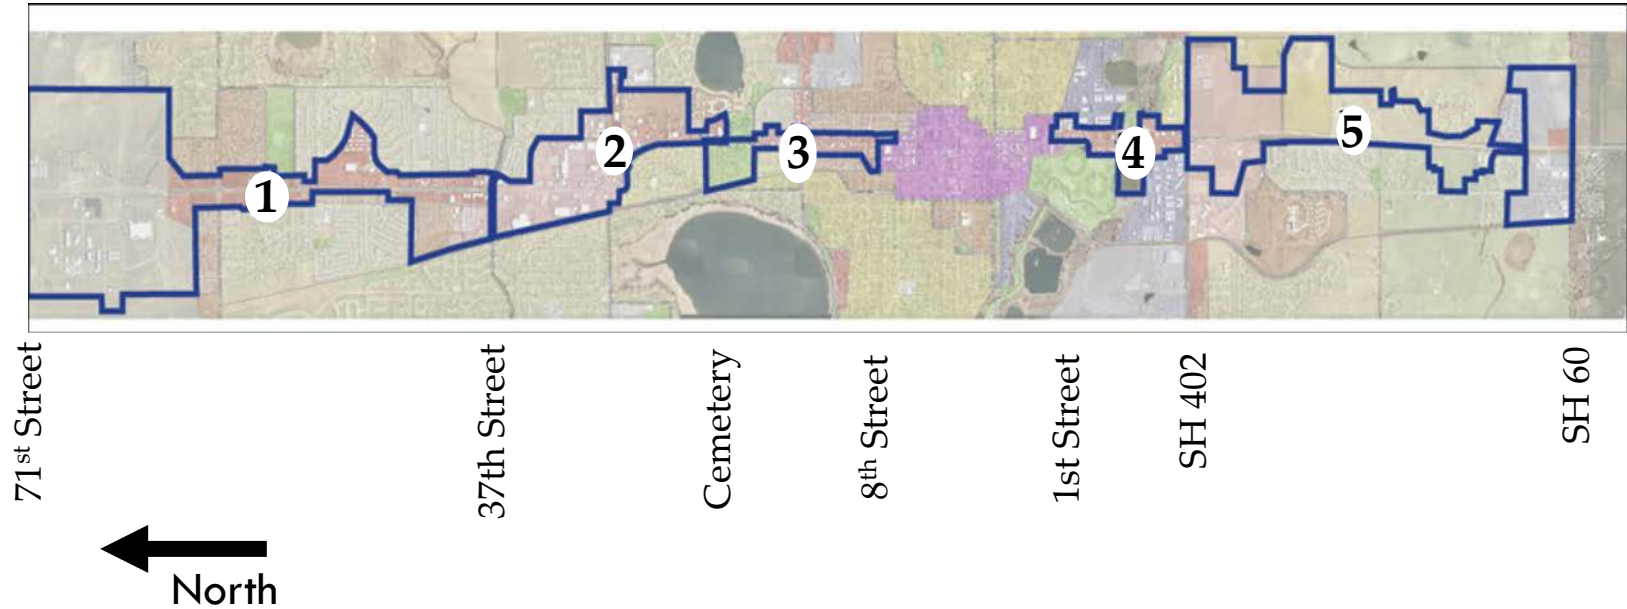 1
2
3
4
5
71st Street
37th Street
Cemetery
8th Street
1st Street
SH 402
SH 60
North